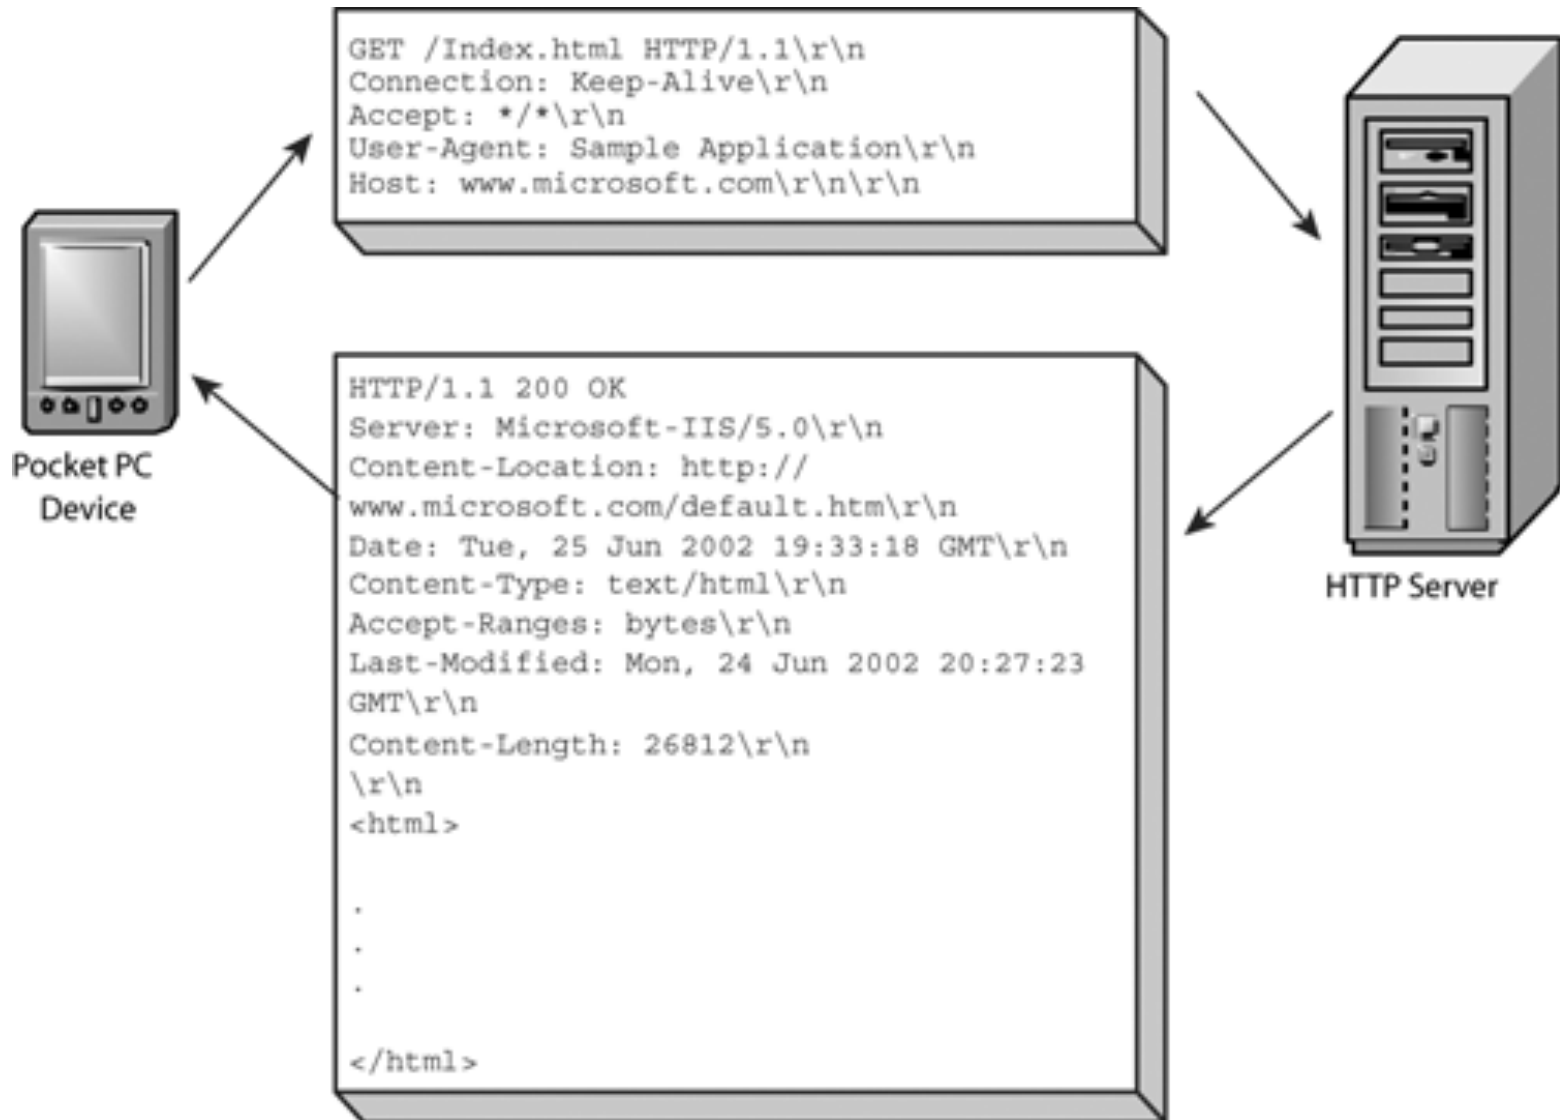 GET /Index.html HTTP/1.1\r\n
Connection: Keep-Alive\r\n
Accept: */*\r\n
User-Agent: Sample Application\r\n
Host: www.microsoft.com\r\n\r\n
Pocket PC
Device
HTTP/1.1 200 OK
Server: Microsoft-IIS/5.0\r\n
Content-Location: http://
www.microsoft.com/default.htm\r\n
Date: Tue, 25 Jun 2002 19:33:18 GMT\r\n
Content-Type: text/html\r\n
Accept-Ranges: bytes\r\n
Last-Modified: Mon, 24 Jun 2002 20:27:23
GMT\r\n
Content-Length: 26812\r\n
\r\n
<html>
.
.
.
</html>
HTTP Server